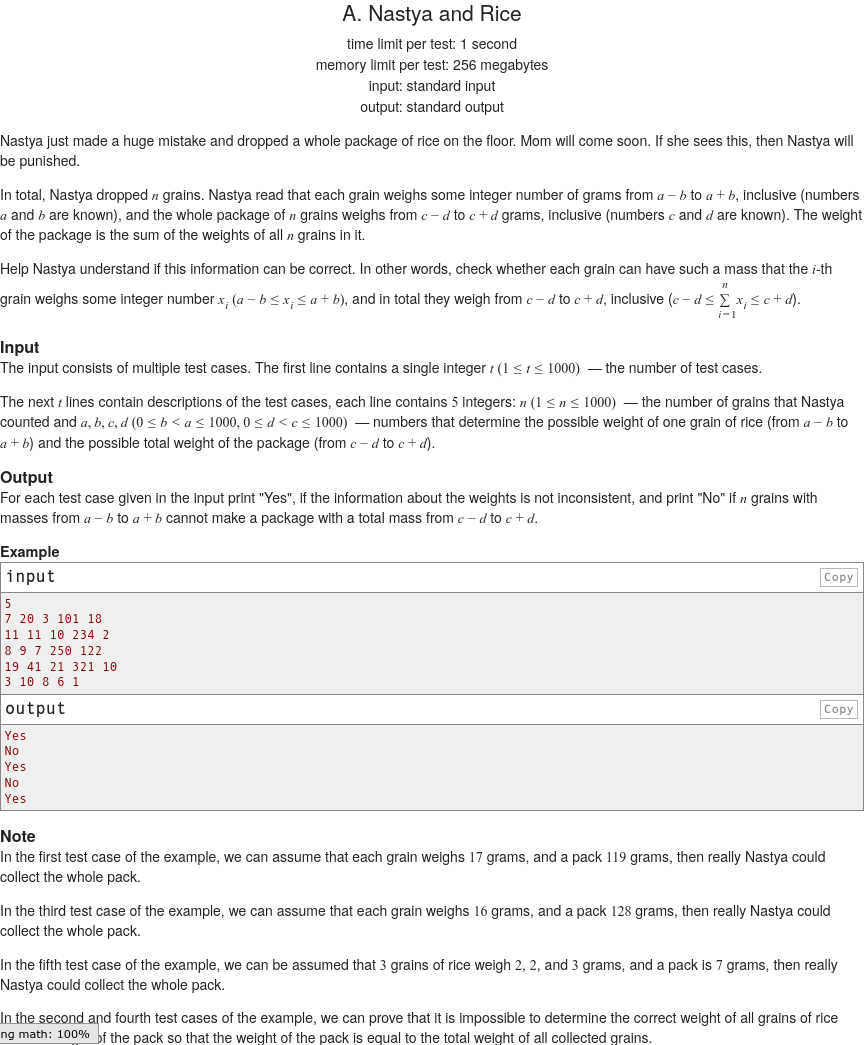 A. Nastya and Rice
time limit per test: 1 second
memory limit per test: 256 megabytes
input: standard input
output: standard output
Nastya just made a huge mistake and dropped a whole package of rice on the floor. Mom will come soon. If she sees this, then Nastya will
be punished.
In total, Nastya dropped n grains. Nastya read that each grain weighs some integer number of grams from a − b to a + b, inclusive (numbers
a and b are known), and the whole package of n grains weighs from c − d to c + d grams, inclusive (numbers c and d are known). The weight
of the package is the sum of the weights of all n grains in it.
Help Nastya understand if this information can be correct. In other words, check whether each grain can have such a mass that the i-th
grain weighs some integer number x_i (a − b ≤ x_i ≤ a + b), and in total they weigh from c − d to c + d, inclusive (c − d ≤ ∑_{i=1}^{n} x_i ≤ c + d).
Input
The input consists of multiple test cases. The first line contains a single integer t (1 ≤ t ≤ 1000) — the number of test cases.
The next t lines contain descriptions of the test cases, each line contains 5 integers: n (1 ≤ n ≤ 1000) — the number of grains that Nastya
counted and a, b, c, d (0 ≤ b < a ≤ 1000, 0 ≤ d < c ≤ 1000) — numbers that determine the possible weight of one grain of rice (from a − b to
a + b) and the possible total weight of the package (from c − d to c + d).
Output
For each test case given in the input print "Yes", if the information about the weights is not inconsistent, and print "No" if n grains with
masses from a − b to a + b cannot make a package with a total mass from c − d to c + d.
Example
input
Copy
5
7 20 3 101 18
11 11 10 234 2
8 9 7 250 122
19 41 21 321 10
3 10 8 6 1
output
Copy
Yes
No
Yes
No
Yes
Note
In the first test case of the example, we can assume that each grain weighs 17 grams, and a pack 119 grams, then really Nastya could
collect the whole pack.
In the third test case of the example, we can assume that each grain weighs 16 grams, and a pack 128 grams, then really Nastya could
collect the whole pack.
In the fifth test case of the example, we can be assumed that 3 grains of rice weigh 2, 2, and 3 grams, and a pack is 7 grams, then really
Nastya could collect the whole pack.
In the second and fourth test cases of the example, we can prove that it is impossible to determine the correct weight of all grains of rice
ng math: 100% of the pack so that the weight of the pack is equal to the total weight of all collected grains.